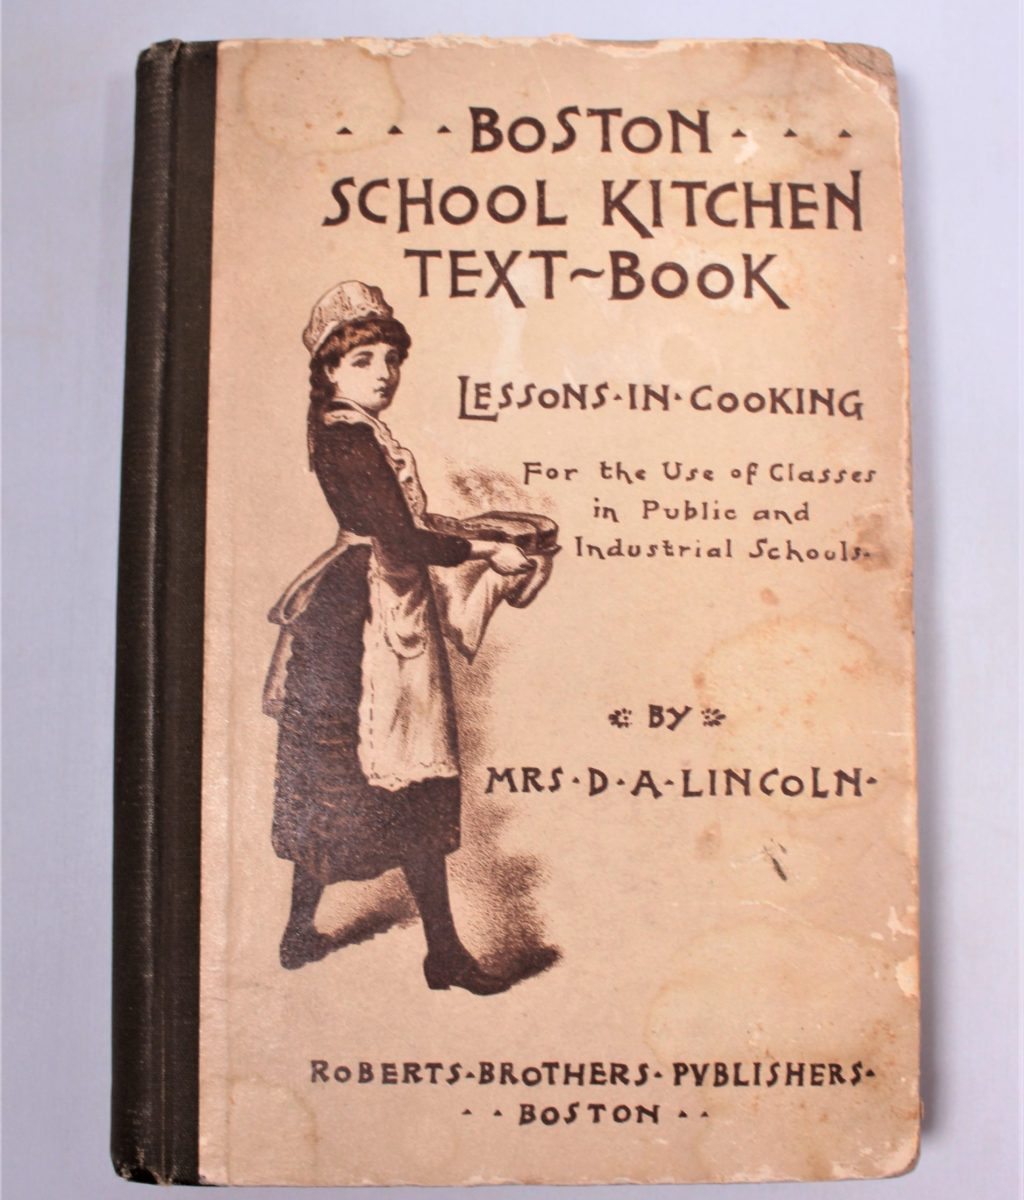 BOSTON
SCHOOL KITCHEN
TEXT~BOOK
LESSONS·IN·COOKING
For the Use of Classes
in Public and
Industrial Schools.
BY
MRS·D·A·LINCOLN·
ROBERTS·BROTHERS·PVBLISHERS·
BOSTON